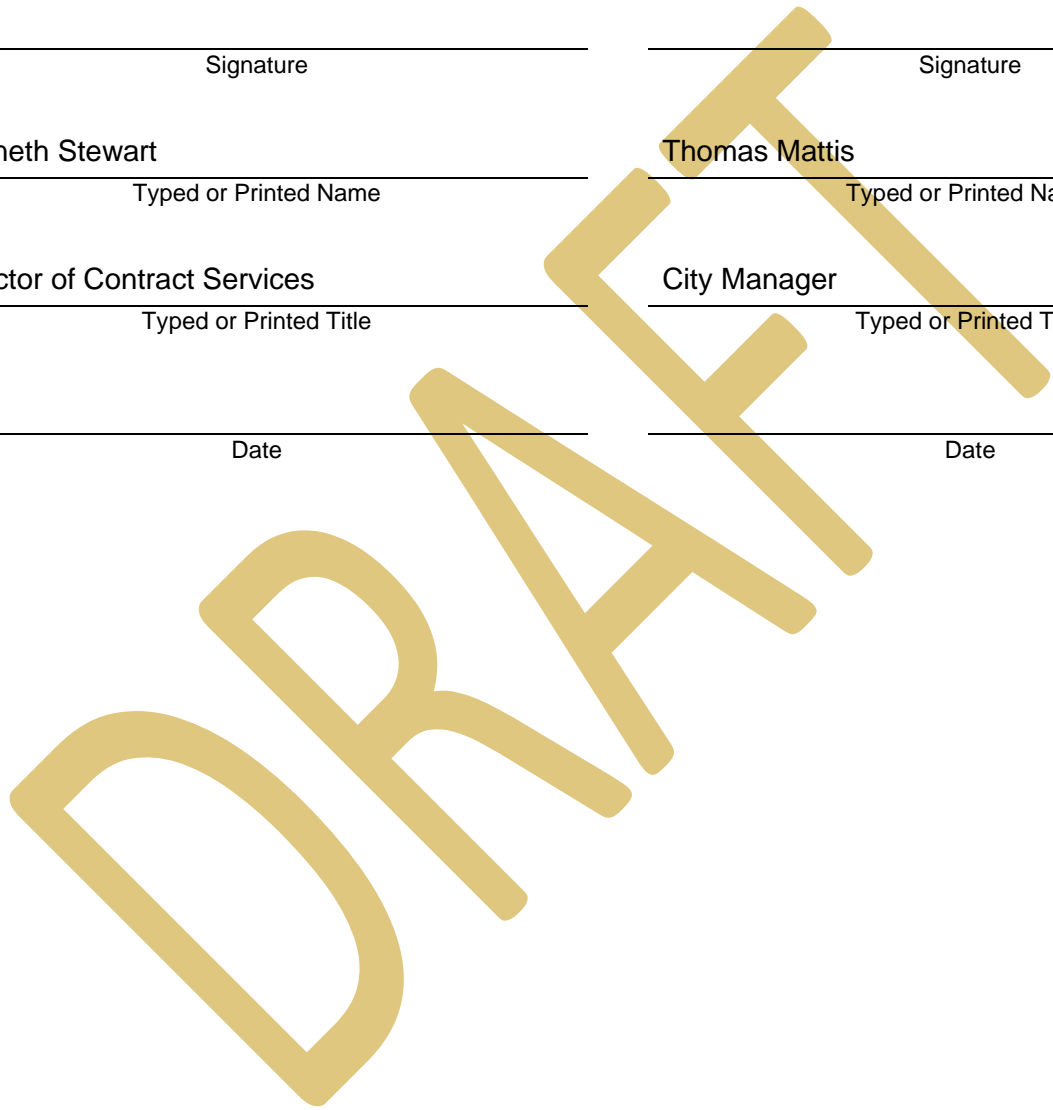 Signature Signature
neth Stewart Thomas Mattis
Typed or Printed Name Typed or Printed Na
ctor of Contract Services City Manager
Typed or Printed Title Typed or Printed T
Date Date
DRAFT